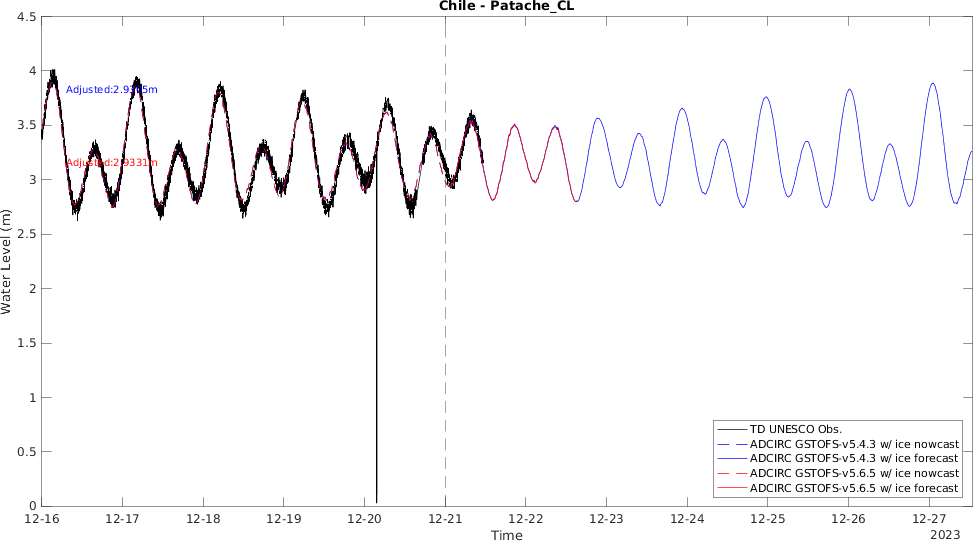 Chile - Patache_CL
4.5
4
3.5
3
2.5
2
1.5
1
0.5
0
Water Level (m)
Adjusted:2.9365m
Adjusted:2.9331m
TD UNESCO Obs.
ADCIRC GSTOFS-v5.4.3 w/ ice nowcast
ADCIRC GSTOFS-v5.4.3 w/ ice forecast
ADCIRC GSTOFS-v5.6.5 w/ ice nowcast
ADCIRC GSTOFS-v5.6.5 w/ ice forecast
12-16 12-17 12-18 12-19 12-20 12-21 12-22 12-23 12-24 12-25 12-26 12-27
Time
2023